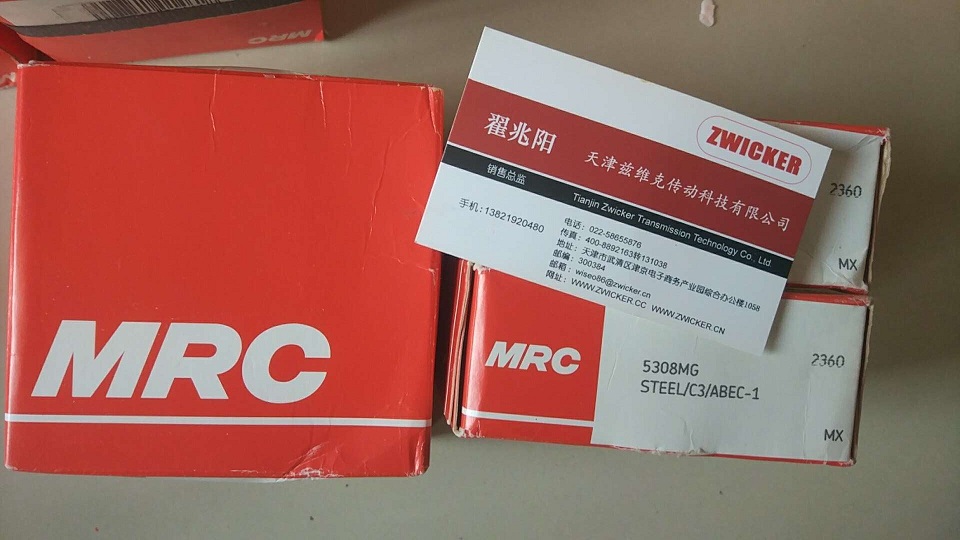 MRC
MRC
ZWICKER
翟兆阳
天津兹维克传动科技有限公司
销售总监
Tianjin Zwicker Transmission Technology Co., Ltd.
手机：13821920480
电话：022-58655876
传真：400-8892163转131038
地址：天津市武清区津京电子商务产业园综合办公楼1058
邮编：300384
邮箱：wiseo86@zwicker.cn
网址：WWW.ZWICKER.CC WWW.ZWICKER.CN
2360
MX
MRC
5308MG
STEEL/C3/ABEC-1
2360
MX